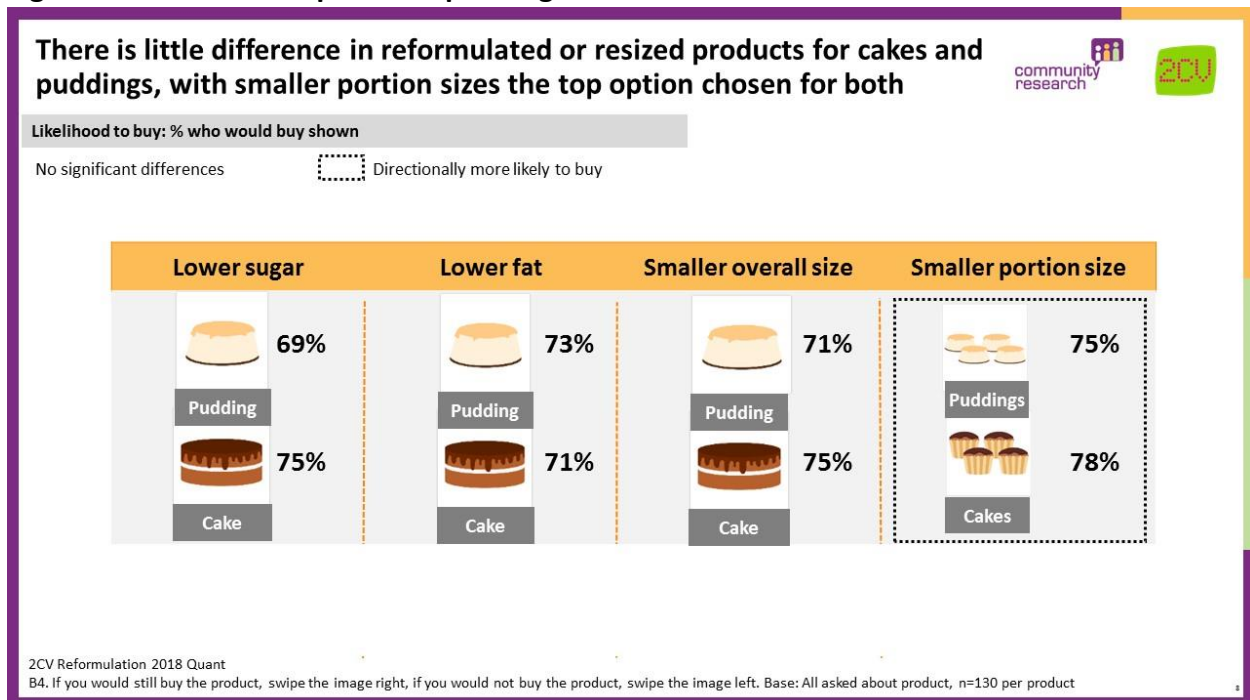 There is little difference in reformulated or resized products for cakes and
puddings, with smaller portion sizes the top option chosen for both
community
research
2CV
Likelihood to buy: % who would buy shown
No significant differences
Directionally more likely to buy
Lower sugar
Lower fat
Smaller overall size
Smaller portion size
69%
73%
71%
75%
Pudding
Pudding
Pudding
Puddings
75%
71%
75%
78%
Cake
Cake
Cake
Cakes
2CV Reformulation 2018 Quant
B4. If you would still buy the product, swipe the image right, if you would not buy the product, swipe the image left. Base: All asked about product, n=130 per product